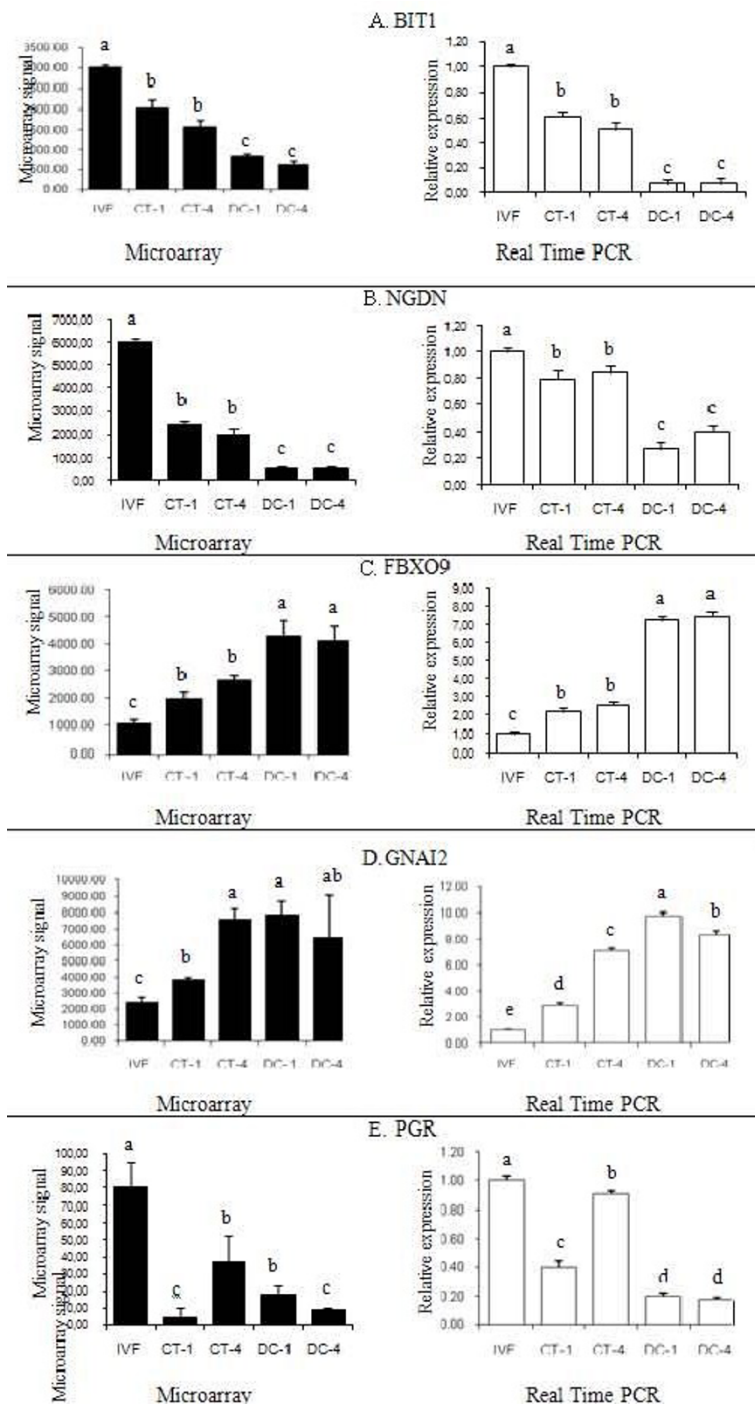 A. BIT1
Microarray signal
3500.00
500.00
0.00
a
b
b
c
c
IVF
CT-1
CT-4
DC-1
DC-4
Microarray
Relative expression
1,20
1,00
0,80
0,60
0,40
0,20
0,00
a
b
b
c
c
IVF
CT-1
CT-4
DC-1
DC-4
Real Time PCR
B. NGDN
Microarray signal
7000,00
6000,00
5000,00
4000,00
3000,00
2000,00
1000,00
0,00
a
b
b
c
c
IVF
CT-1
CT-4
DC-1
DC-4
Microarray
Relative expression
1,20
1,00
0,80
0,60
0,40
0,20
0,00
a
b
b
c
c
IVF
CT-1
CT-4
DC-1
DC-4
Real Time PCR
C. FBXO9
Microarray signal
6000.00
5000.00
4000.00
3000.00
2000.00
1000.00
0.00
c
b
b
a
a
IVF
CT-1
CT-4
DC-1
DC-4
Microarray
Relative expression
9,00
8,00
7,00
6,00
5,00
4,00
3,00
2,00
1,00
0,00
c
b
b
a
a
IVF
CT-1
CT-4
DC-1
DC-4
Real Time PCR
D. GNAI2
Microarray signal
10000.00
9000.00
8000.00
7000.00
6000.00
5000.00
4000.00
3000.00
2000.00
1000.00
0.00
c
b
a
a
ab
IVF
CT-1
CT-4
DC-1
DC-4
Microarray
Relative expression
12.00
10.00
8.00
6.00
4.00
2.00
0.00
e
d
c
a
b
IVF
CT-1
CT-4
DC-1
DC-4
Real Time PCR
E. PGR
Microarray signal
Microarray signal
100,00
90,00
80,00
70,00
60,00
50,00
40,00
0,00
a
c
b
b
c
IVF
CT-1
CT-4
DC-1
DC-4
Microarray
Relative expression
1.20
1.00
0.80
0.60
0.40
0.20
0.00
a
c
b
d
d
IVF
CT-1
CT-4
DC-1
DC-4
Real Time PCR